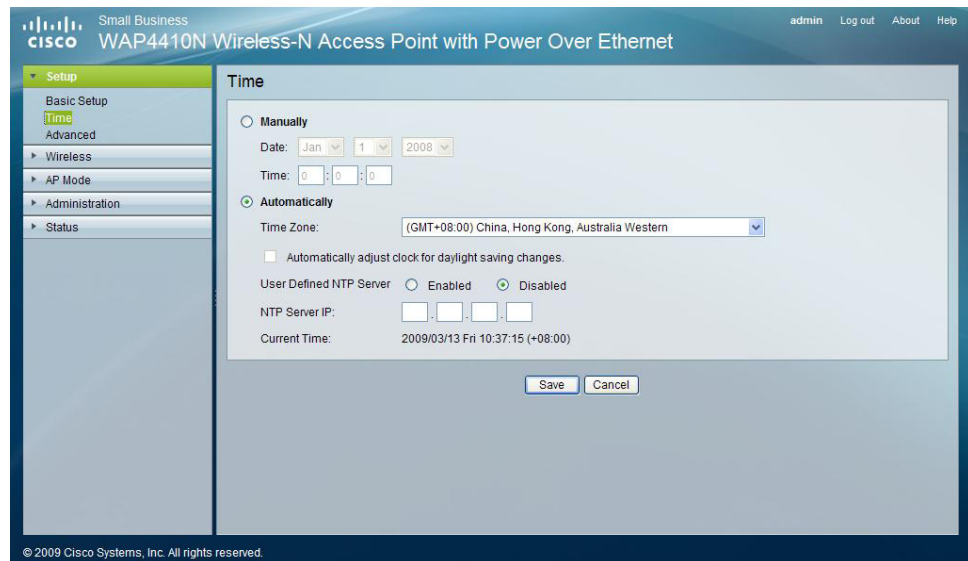 Small Business
cisco WAP4410N Wireless-N Access Point with Power Over Ethernet
admin Log out About Help
Setup
Basic Setup
Time
Advanced
Wireless
AP Mode
Administration
Status
Time
Manually
Date: Jan 1 2008
Time: 0 : 0 : 0
Automatically
Time Zone: (GMT+08:00) China, Hong Kong, Australia Western
Automatically adjust clock for daylight saving changes.
User Defined NTP Server Enabled Disabled
NTP Server IP: . . .
Current Time: 2009/03/13 Fri 10:37:15 (+08:00)
Save Cancel
© 2009 Cisco Systems, Inc. All rights reserved.